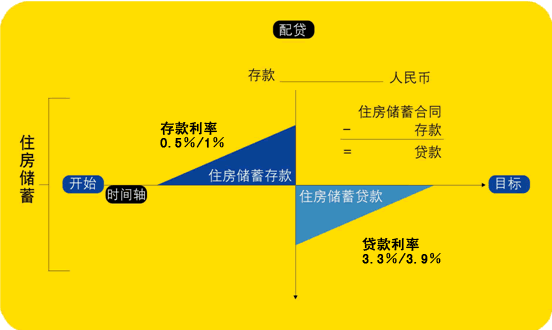 配贷
存款 人民币
住房储蓄合同
- 存款
= 贷款
住房储蓄
存款利率
0.5%/1%
开始
时间轴
住房储蓄存款
住房储蓄贷款
目标
贷款利率
3.3%/3.9%